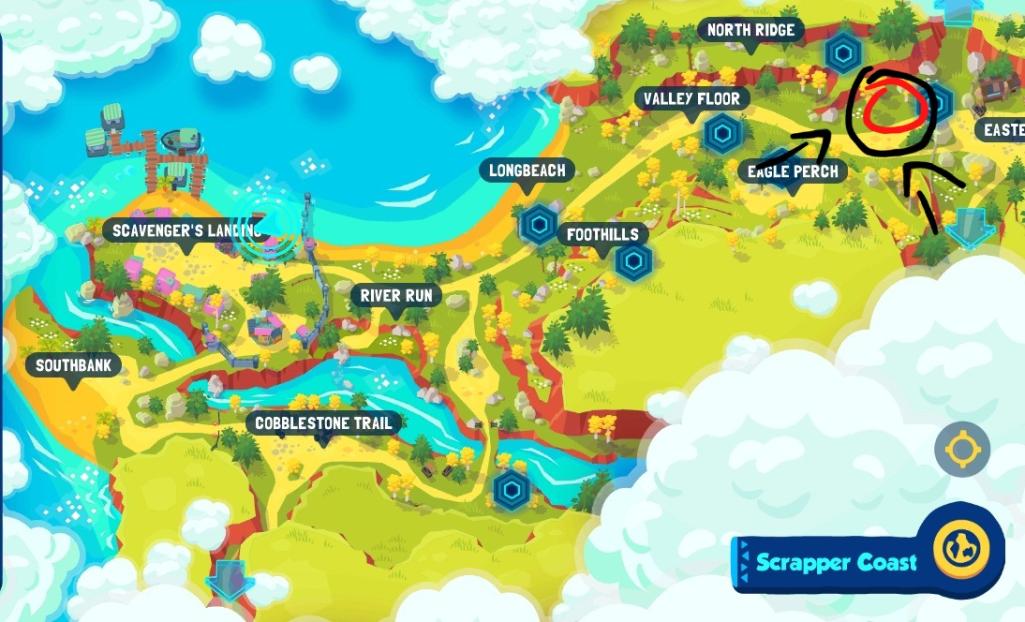 NORTH RIDGE
VALLEY FLOOR
EASTE
EAGLE PERCH
LONGBEACH
SCAVENGER'S LANDING
FOOTHILLS
RIVER RUN
SOUTHBANK
COBBLESTONE TRAIL
Scrapper Coast